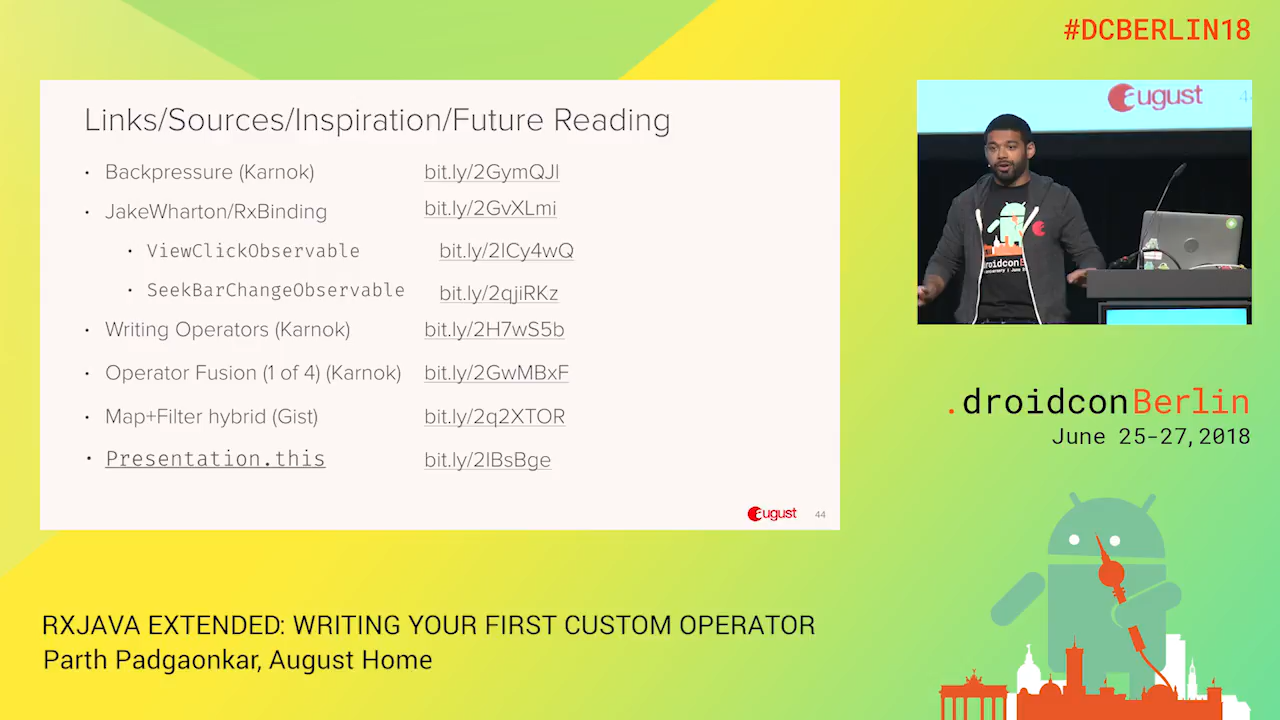 #DCBERLIN18
Links/Sources/Inspiration/Future Reading
• Backpressure (Karnok) bit.ly/2GymQJl
• JakeWharton/RxBinding bit.ly/2GvXLmi
• ViewClickObservable bit.ly/2lCy4wQ
• SeekBarChangeObservable bit.ly/2qjiRKz
• Writing Operators (Karnok) bit.ly/2H7wS5b
• Operator Fusion (1 of 4) (Karnok) bit.ly/2GwMBxF
• Map+Filter hybrid (Gist) bit.ly/2q2XTOR
• Presentation.this bit.ly/2lBsBge
august 44
august
droidcon
.droidconBerlin
June 25-27, 2018
RXJAVA EXTENDED: WRITING YOUR FIRST CUSTOM OPERATOR
Parth Padgaonkar, August Home